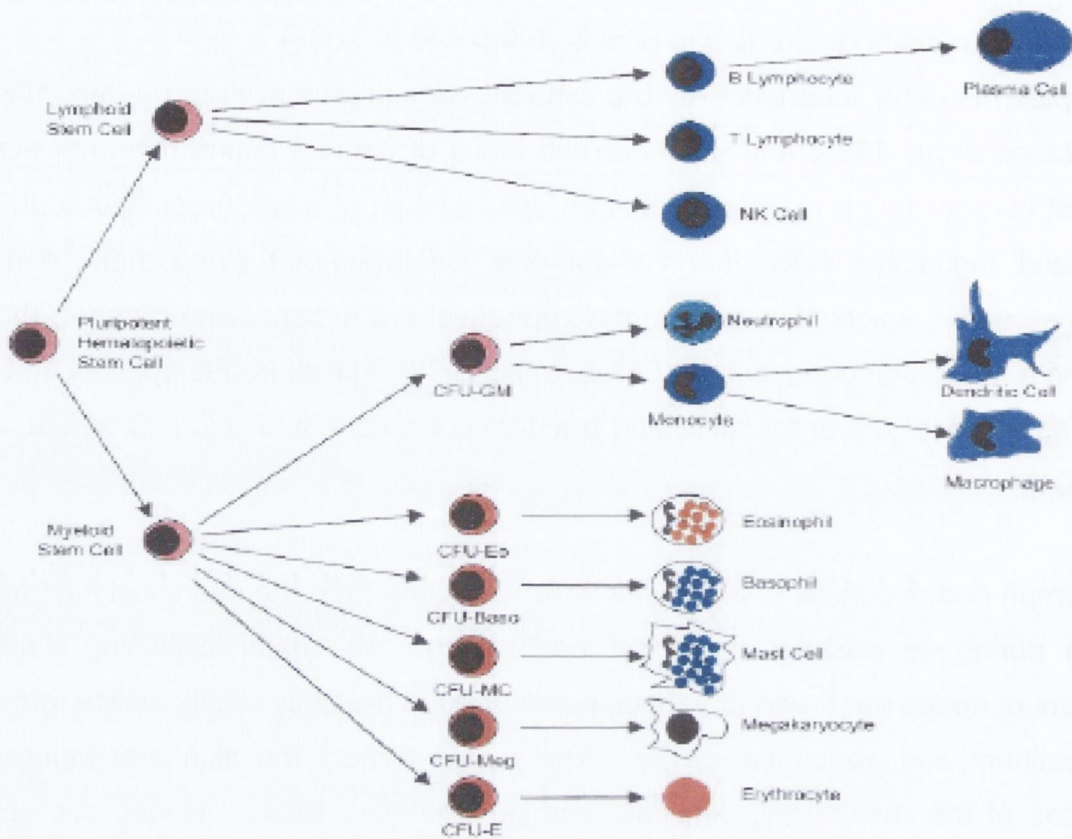 B Lymphocyte
Plasma Cell
Lymphoid
Stem Cell
T Lymphocyte
NK Cell
Pluripotent
Hematopoietic
Stem Cell
CFU-GM
Neutrophil
Monocyte
Dendritic Cell
Macrophage
Myeloid
Stem Cell
CFU-Eo
Eosinophil
CFU-Baso
Basophil
CFU-MC
Mast Cell
CFU-Meg
Megakaryocyte
CFU-E
Erythrocyte